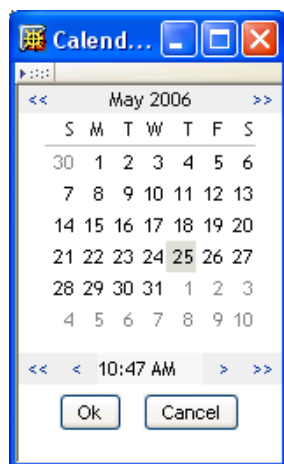 Calend...
<< May 2006 >>
S M T W T F S
30 1 2 3 4 5 6
7 8 9 10 11 12 13
14 15 16 17 18 19 20
21 22 23 24 25 26 27
28 29 30 31 1 2 3
4 5 6 7 8 9 10
<< < 10:47 AM > >>
Ok Cancel